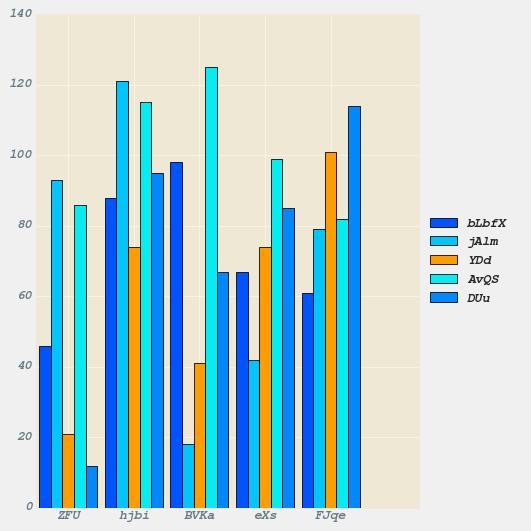 140
120
100
80
60
40
20
0
ZFU hjbi BVKa eXs FJqe
bLbfX
jAlm
YDd
AvQS
DUu